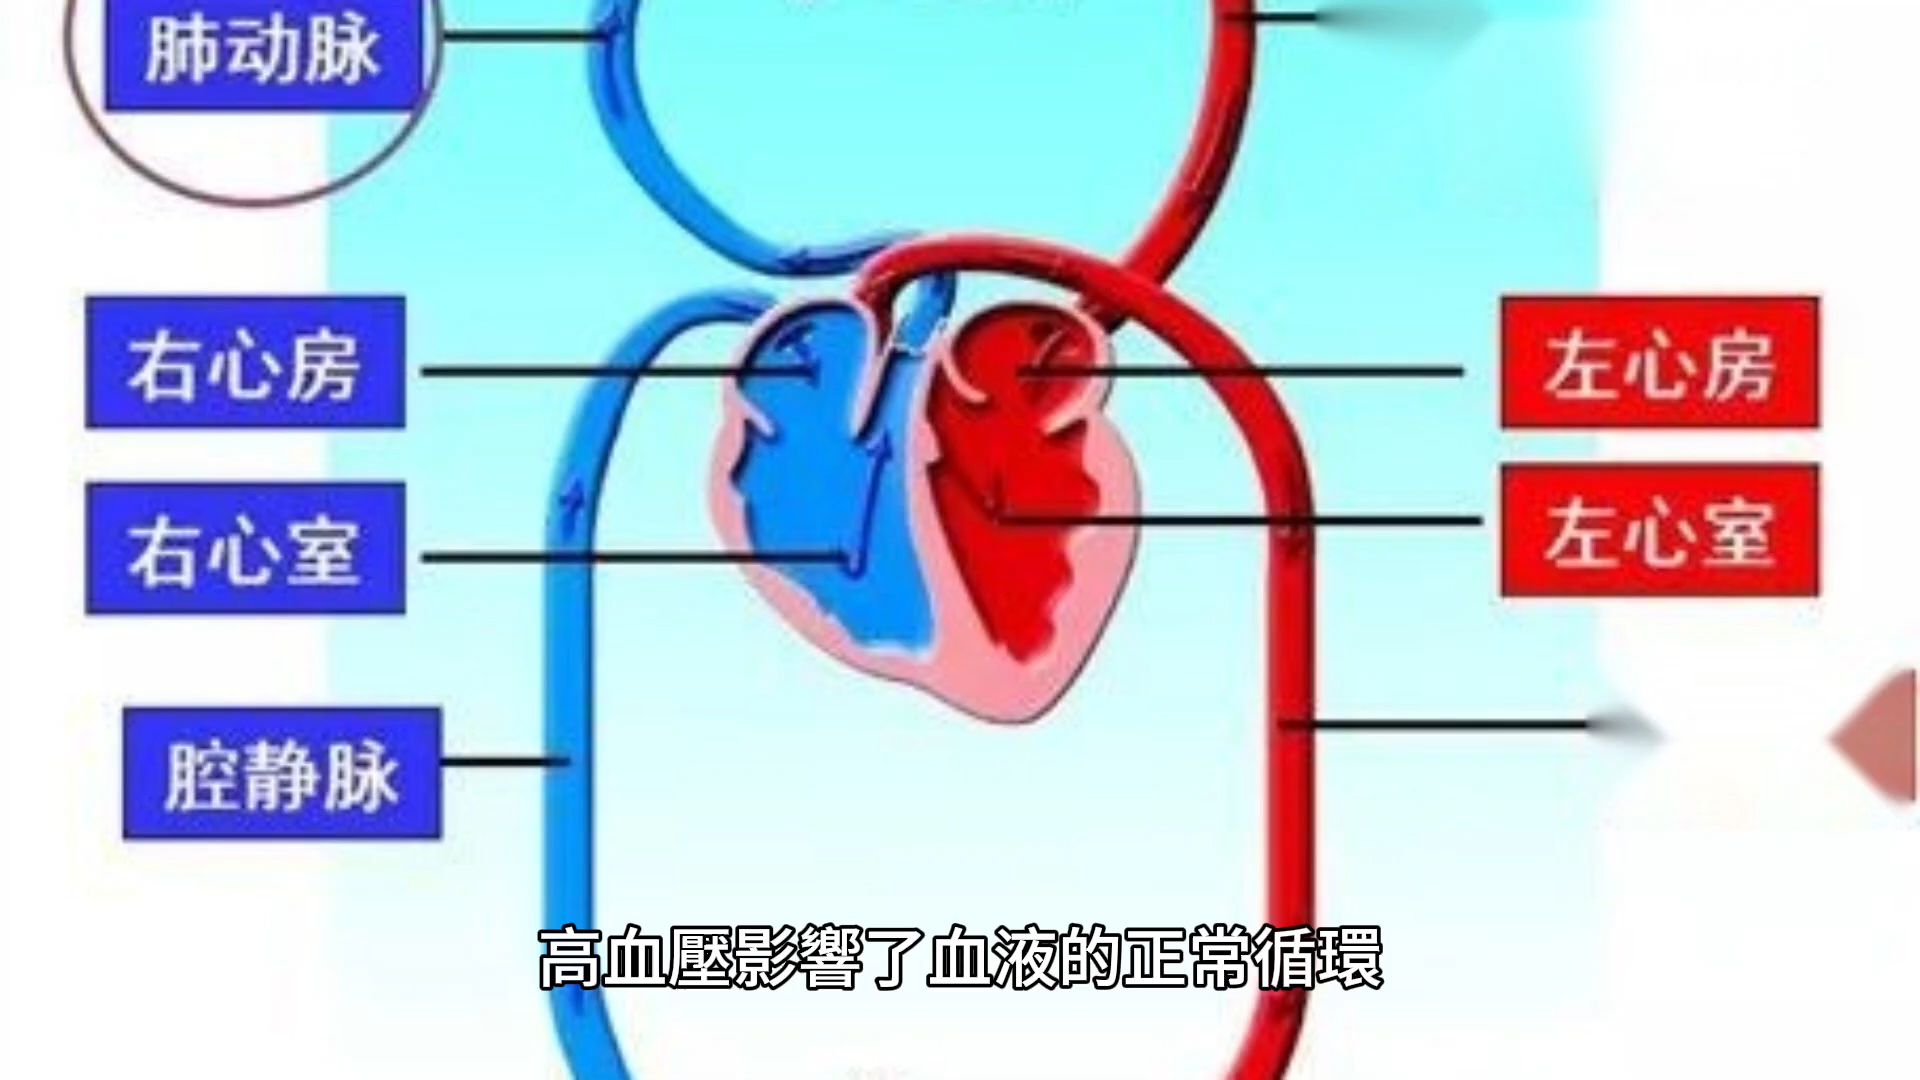 肺动脉
右心房
左心房
右心室
左心室
腔静脉
高血壓影響了血液的正常循環